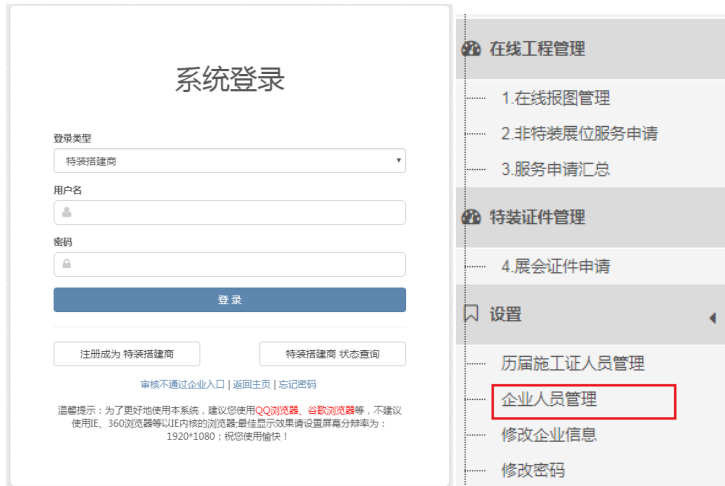 系统登录
登录类型
特装搭建商
用户名
密码
登 录
注册成为 特装搭建商
特装搭建商 状态查询
审核不通过企业入口 | 返回主页 | 忘记密码
温馨提示：为了更好地使用本系统，建议您使用QQ浏览器、谷歌浏览器等，不建议
使用IE、360浏览器等以IE内核的浏览器;最佳显示效果请设置屏幕分辩率为：
1920*1080；祝您使用愉快！
在线工程管理
1.在线报图管理
2.非特装展位服务申请
3.服务申请汇总
特装证件管理
4.展会证件申请
设置
历届施工证人员管理
企业人员管理
修改企业信息
修改密码